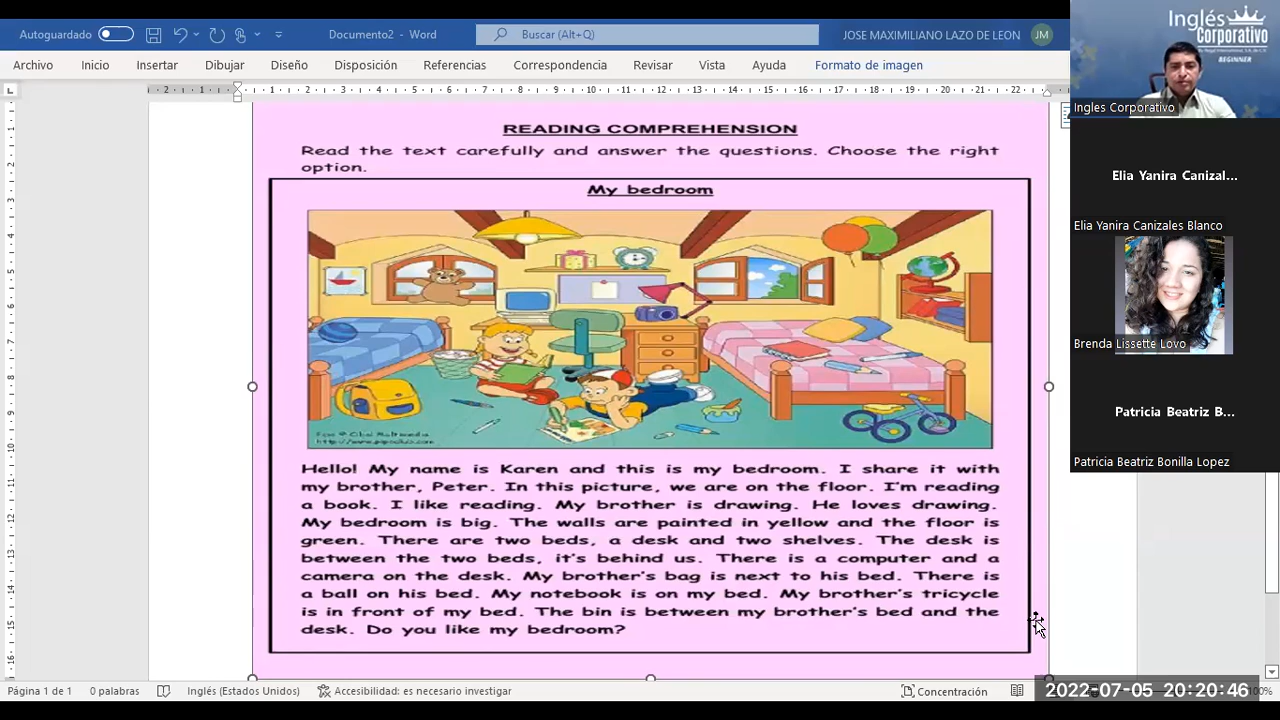 Autoguardado
Documento2 - Word
Buscar (Alt+Q)
JOSE MAXIMILIANO LAZO DE LEON
JM
Archivo Inicio Insertar Dibujar Diseño Disposición Referencias Correspondencia Revisar Vista Ayuda Formato de imagen
READING COMPREHENSION
Read the text carefully and answer the questions. Choose the right
option.
My bedroom
Hello! My name is Karen and this is my bedroom. I share it with
my brother, Peter. In this picture, we are on the floor. I'm reading
a book. I like reading. My brother is drawing. He loves drawing.
My bedroom is big. The walls are painted in yellow and the floor is
green. There are two beds, a desk and two shelves. The desk is
between the two beds, it's behind us. There is a computer and a
camera on the desk. My brother's bag is next to his bed. There is
a ball on his bed. My notebook is on my bed. My brother's tricycle
is in front of my bed. The bin is between my brother's bed and the
desk. Do you like my bedroom?
Página 1 de 1 0 palabras Inglés (Estados Unidos) Accesibilidad: es necesario investigar Concentración
2022-07-05 20:20:46
Inglés
Corporativo
BEGINNER
Ingles Corporativo
Elia Yanira Canizal...
Elia Yanira Canizales Blanco
Brenda Lissette Lovo
Patricia Beatriz B...
Patricia Beatriz Bonilla Lopez